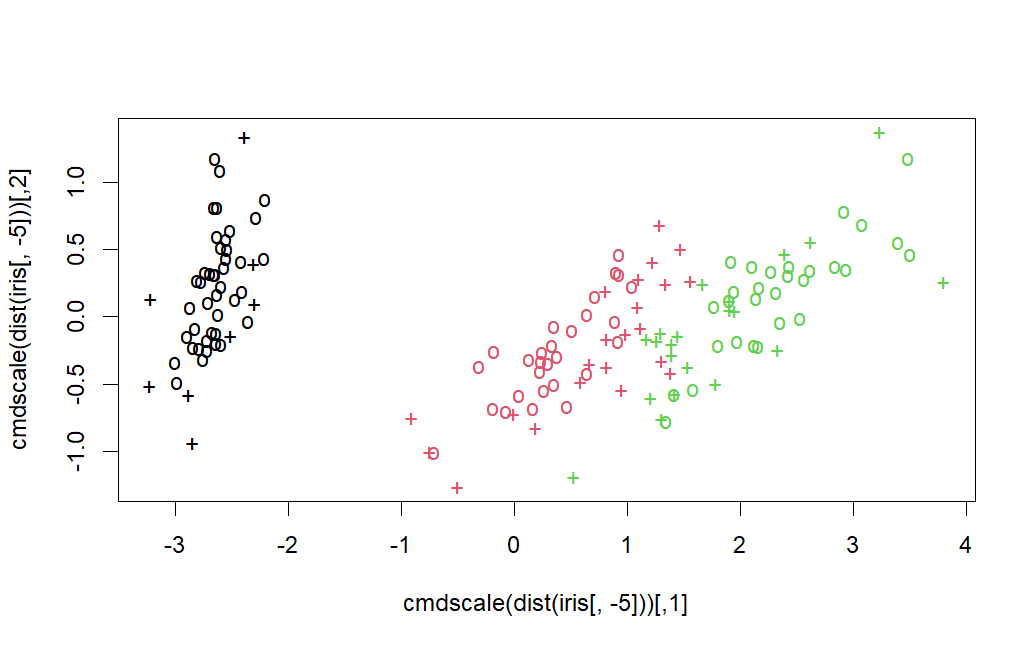 cmdscale(dist(iris[, -5]))[,2]
1.0
0.5
0.0
-0.5
-1.0
-3 -2 -1 0 1 2 3 4
cmdscale(dist(iris[, -5]))[,1]